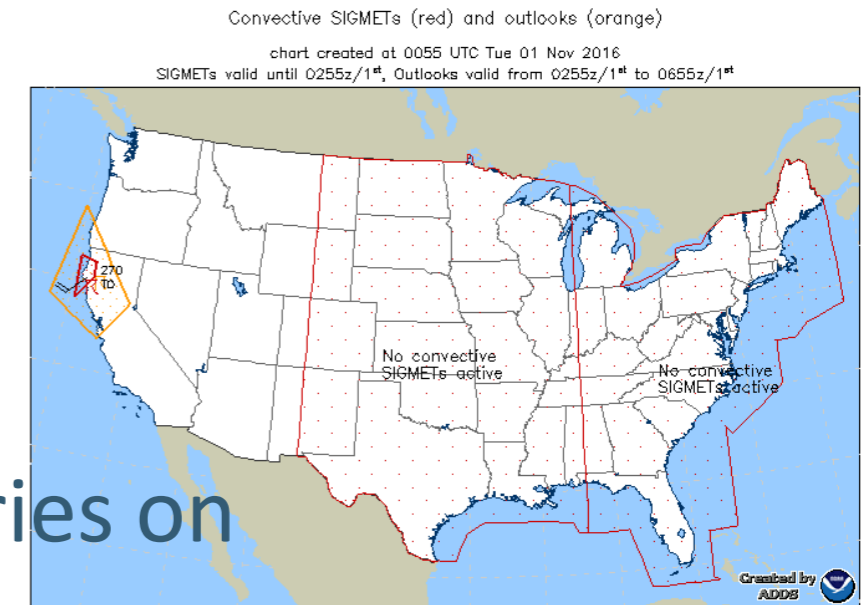 Convective SIGMETs (red) and outlooks (orange)
chart created at 0055 UTC Tue 01 Nov 2016
SIGMETs valid until 0255z/1st, Outlooks valid from 0255z/1st to 0655z/1st
270
TO
No convective
SIGMETs active
No convective
SIGMETs active
ries on
Created by
ADDS